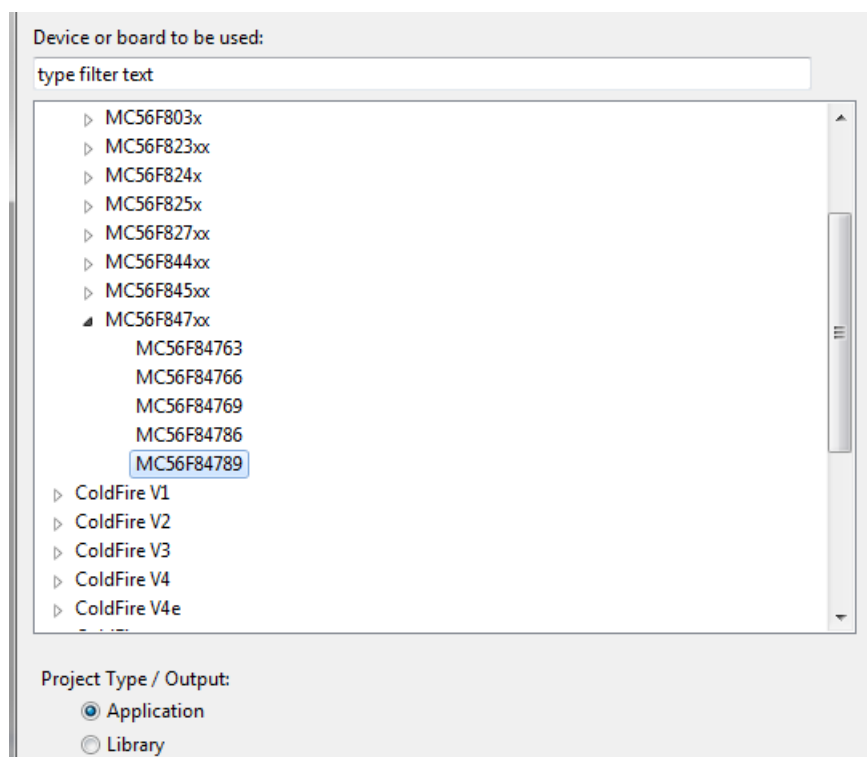 Device or board to be used:
type filter text
MC56F803x
MC56F823xx
MC56F824x
MC56F825x
MC56F827xx
MC56F844xx
MC56F845xx
MC56F847xx
MC56F84763
MC56F84766
MC56F84769
MC56F84786
MC56F84789
ColdFire V1
ColdFire V2
ColdFire V3
ColdFire V4
ColdFire V4e
Project Type / Output:
Application
Library